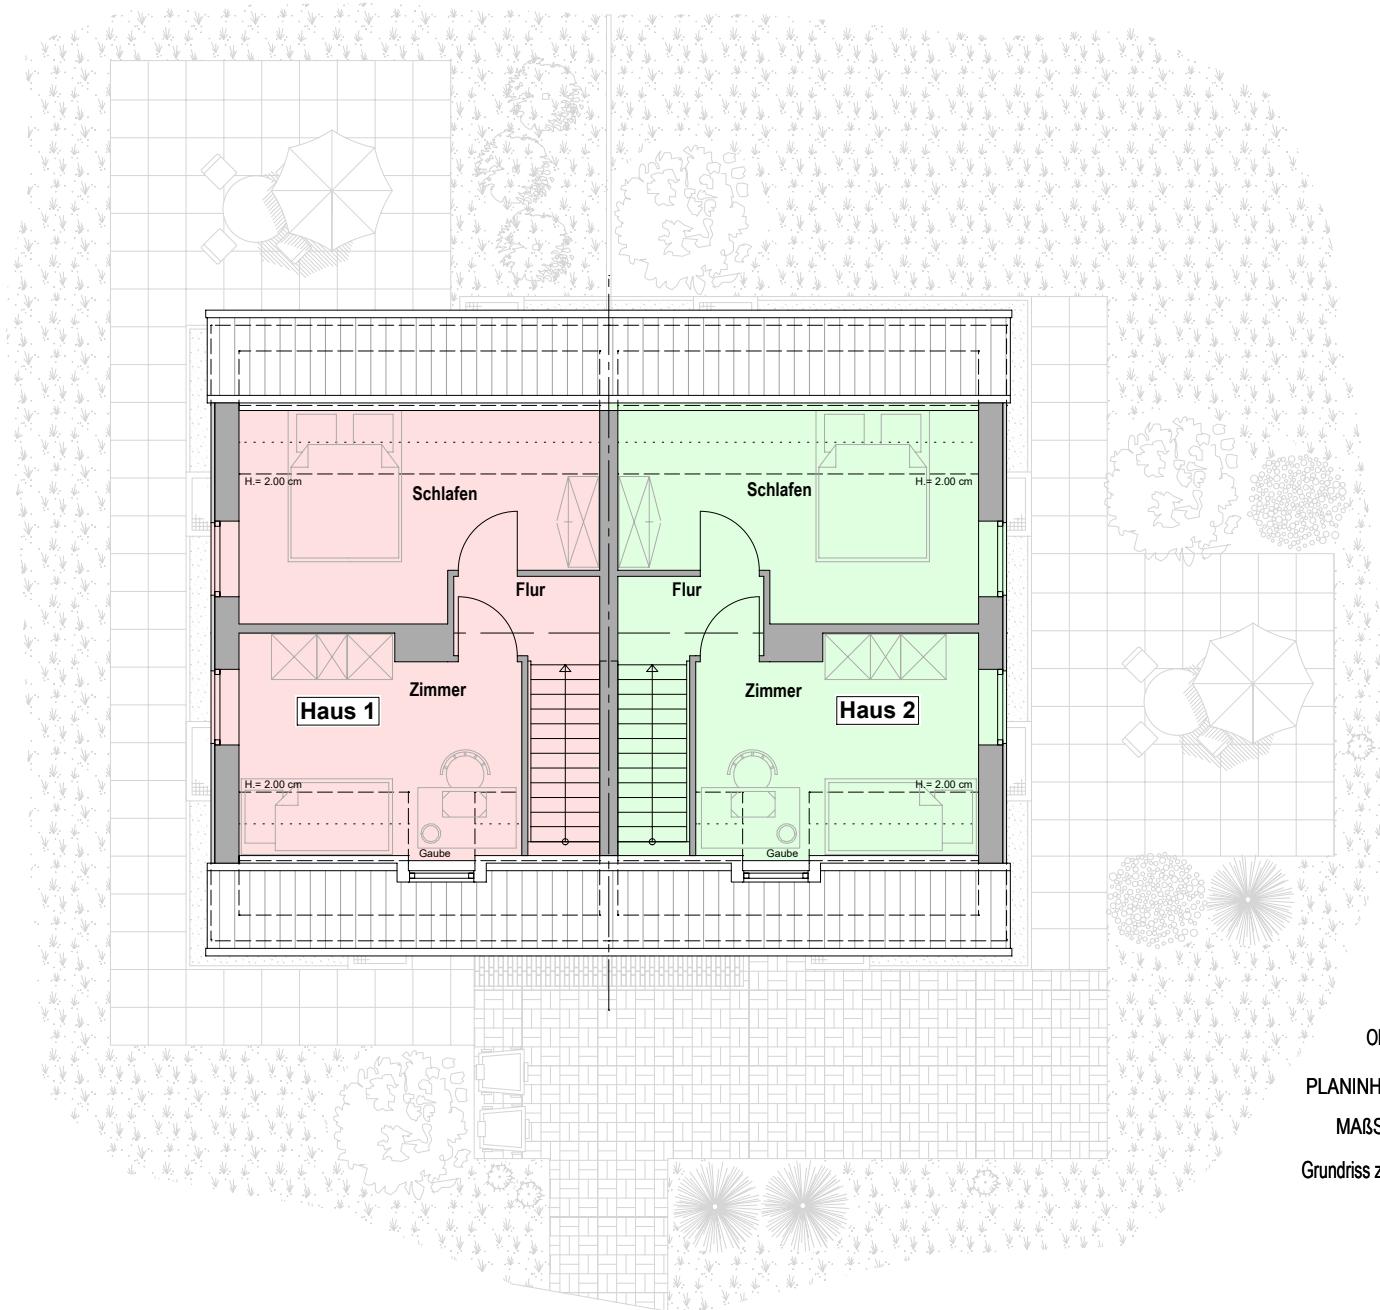 H.= 2.00 cm
Schlafen
Schlafen
H.= 2.00 cm
Flur
Flur
Zimmer
Zimmer
Haus 1
Haus 2
H.= 2.00 cm
H.= 2.00 cm
Gaube
Gaube
PLANINH
MAßS
Grundriss z